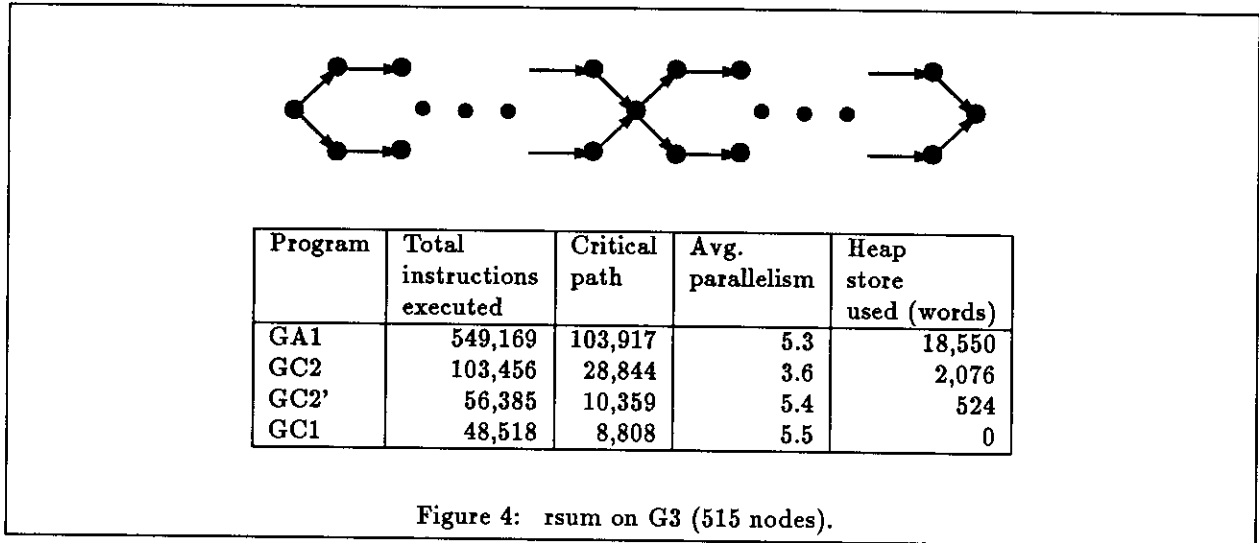 Program Total instructions executed Critical path Avg. parallelism Heap store used (words)
GA1 549,169 103,917 5.3 18,550
GC2 103,456 28,844 3.6 2,076
GC2' 56,385 10,359 5.4 524
GC1 48,518 8,808 5.5 0
Figure 4: rsum on G3 (515 nodes).